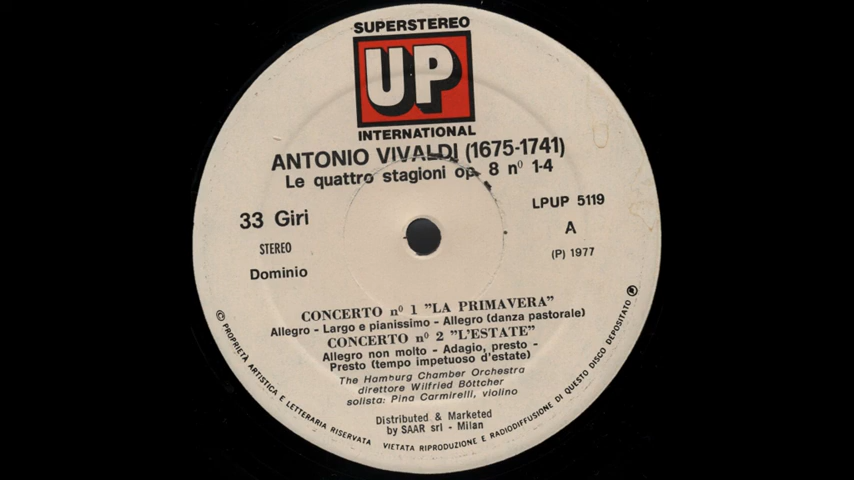 SUPERSTEREO
UP
INTERNATIONAL
ANTONIO VIVALDI (1675-1741)
Le quattro stagioni op. 8 nº 1-4
33 Giri
LPUP 5119
STEREO
A
Dominio
(P) 1977
CONCERTO nº 1 "LA PRIMAVERA"
Allegro - Largo e pianissimo - Allegro (danza pastorale)
CONCERTO nº 2 "L'ESTATE"
Allegro non molto - Adagio, presto -
Presto (tempo impetuoso d'estate)
The Hamburg Chamber Orchestra
direttore Wilfried Böttcher
solista: Pina Carmirelli, violino
Distributed & Marketed
by SAAR srl - Milan
© PROPRIETÀ ARTISTICA E LETTERARIA RISERVATA VIETATA RIPRODUZIONE E RADIODIFFUSIONE DI QUESTO DISCO DEPOSITATO ℗